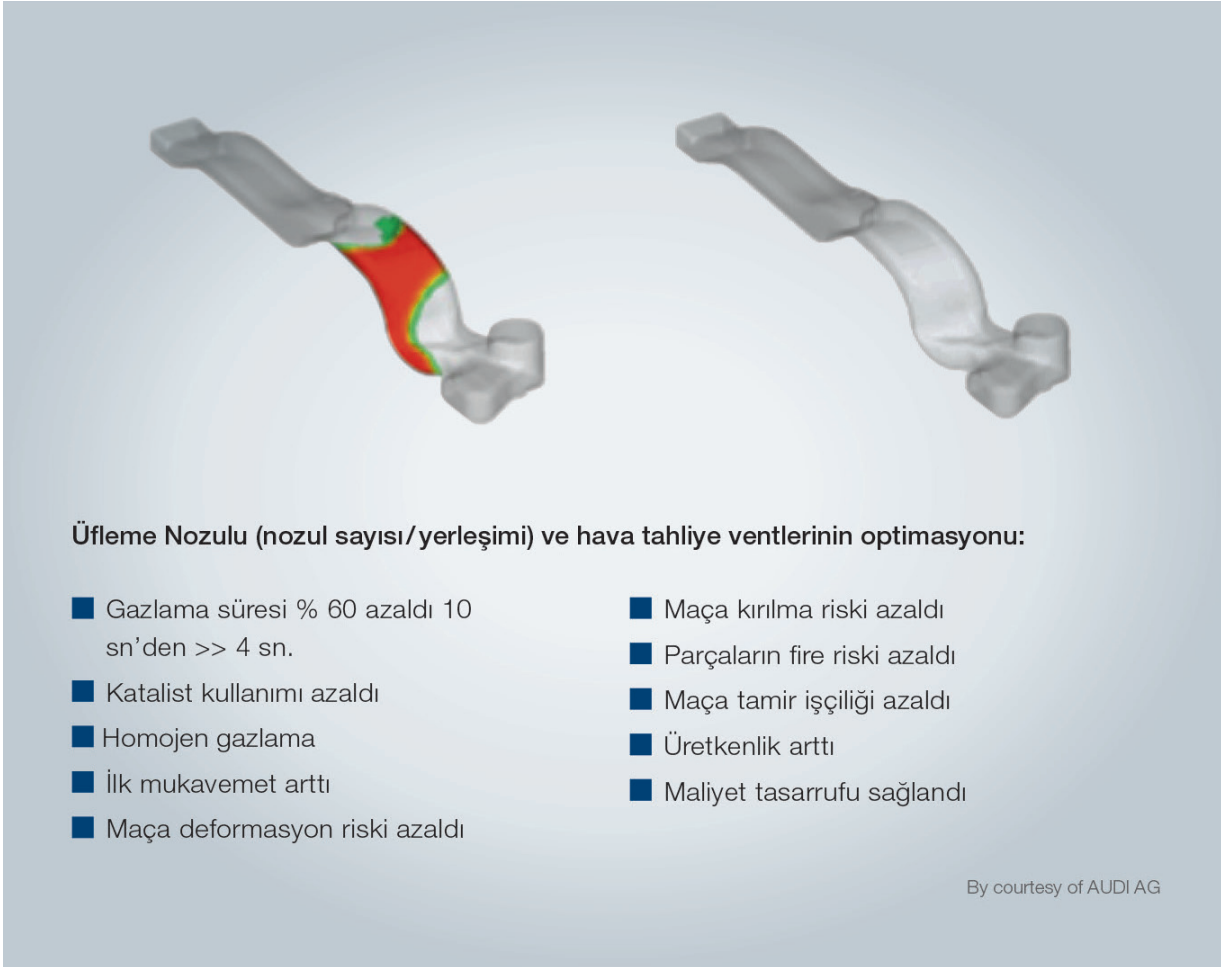 Üfleme Nozulu (nozul sayısı/yerleşimi) ve hava tahliye ventlerinin optimasyonu:
Gazlama süresi % 60 azaldı 10
sn’den >> 4 sn.
Katalist kullanımı azaldı
Homojen gazlama
İlk mukavemet arttı
Maça deformasyon riski azaldı
Maça kırılma riski azaldı
Parçaların fire riski azaldı
Maça tamir işçiliği azaldı
Üretkenlik arttı
Maliyet tasarrufu sağlandı
By courtesy of AUDI AG